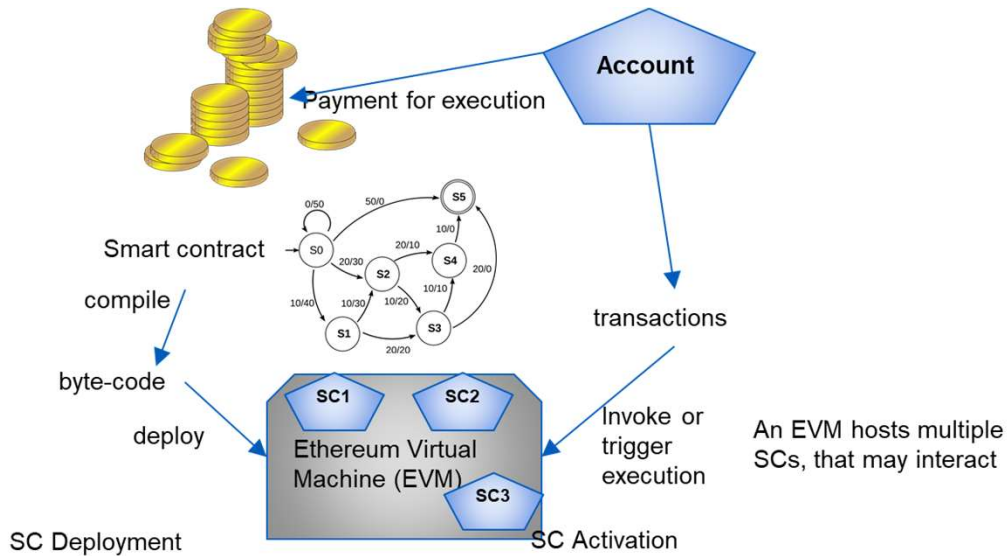 Account
Payment for execution
0/50
50/0
S5
Smart contract
S0
20/30
20/10
10/0
S2
S4
20/0
compile
10/40
10/30
10/20
10/10
S1
S3
transactions
20/20
byte-code
SC1
SC2
deploy
Ethereum Virtual
Machine (EVM)
SC3
Invoke or
trigger
execution
An EVM hosts multiple
SCs, that may interact
SC Deployment
SC Activation